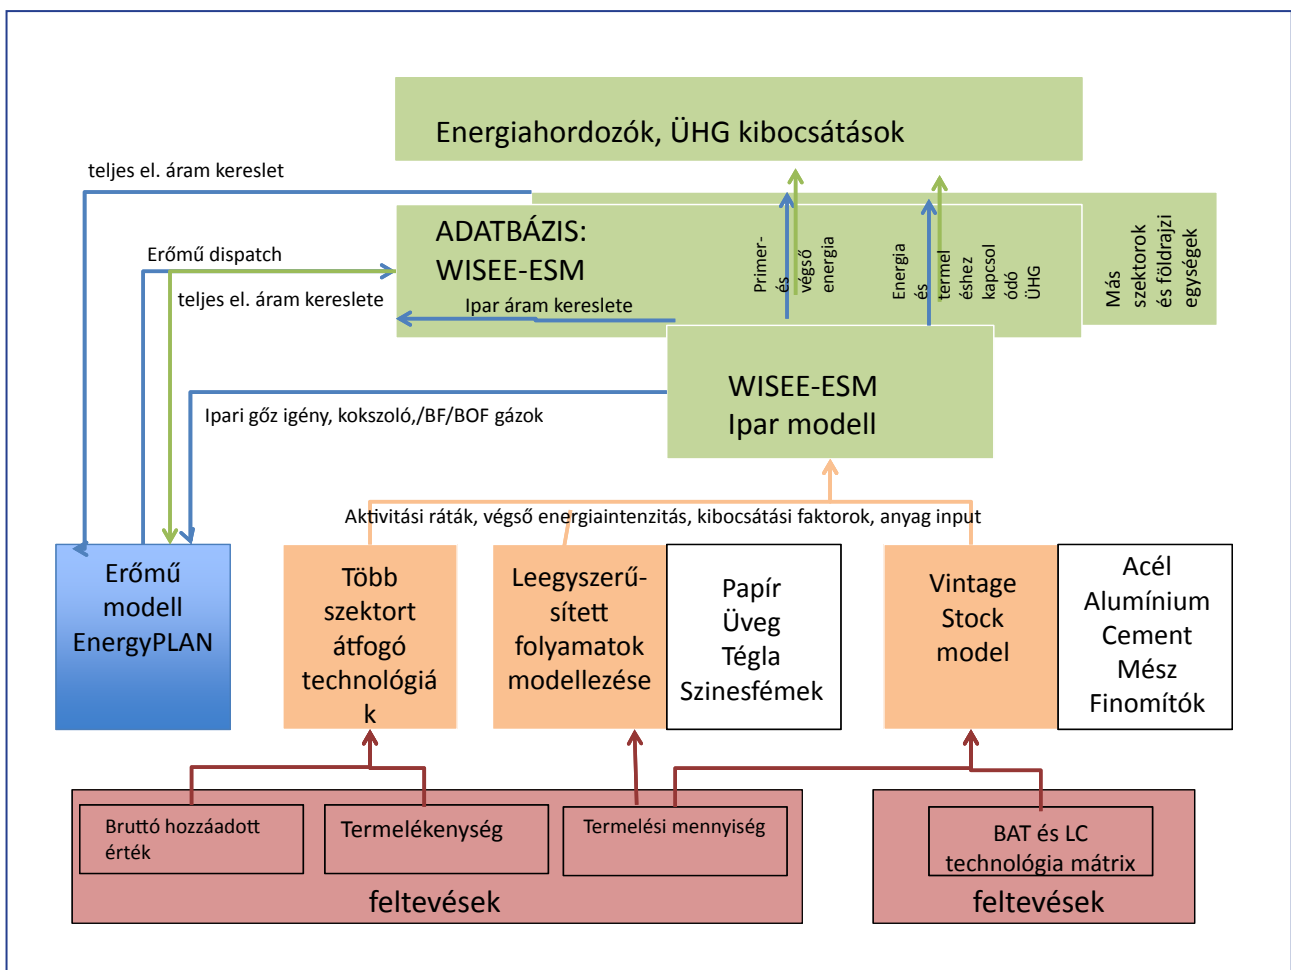 Energiahordozók, ÜHG kibocsátások
teljes el. áram kereslet
ADATBÁZIS:
WISEE-ESM
Erőmű dispatch
teljes el. áram kereslete
Ipar áram kereslete
Primer-
és
végső
energia
Energia
és
termel
éshez
kapcsol
ódó
ÜHG
Más
szektorok
és földrajzi
egységek
WISEE-ESM
Ipar modell
Ipari gőz igény, kokszoló,/BF/BOF gázok
Aktivitási ráták, végső energiaintenzitás, kibocsátási faktorok, anyag input
Erőmű
modell
EnergyPLAN
Több
szektort
átfogó
technológiá
k
Leegyszerű-
sített
folyamatok
modellezése
Papír
Üveg
Tégla
Szinesfémek
Vintage
Stock
model
Acél
Alumínium
Cement
Mész
Finomítók
Bruttó hozzáadott
érték
Termelékenység
Termelési mennyiség
feltevések
BAT és LC
technológia mátrix
feltevések